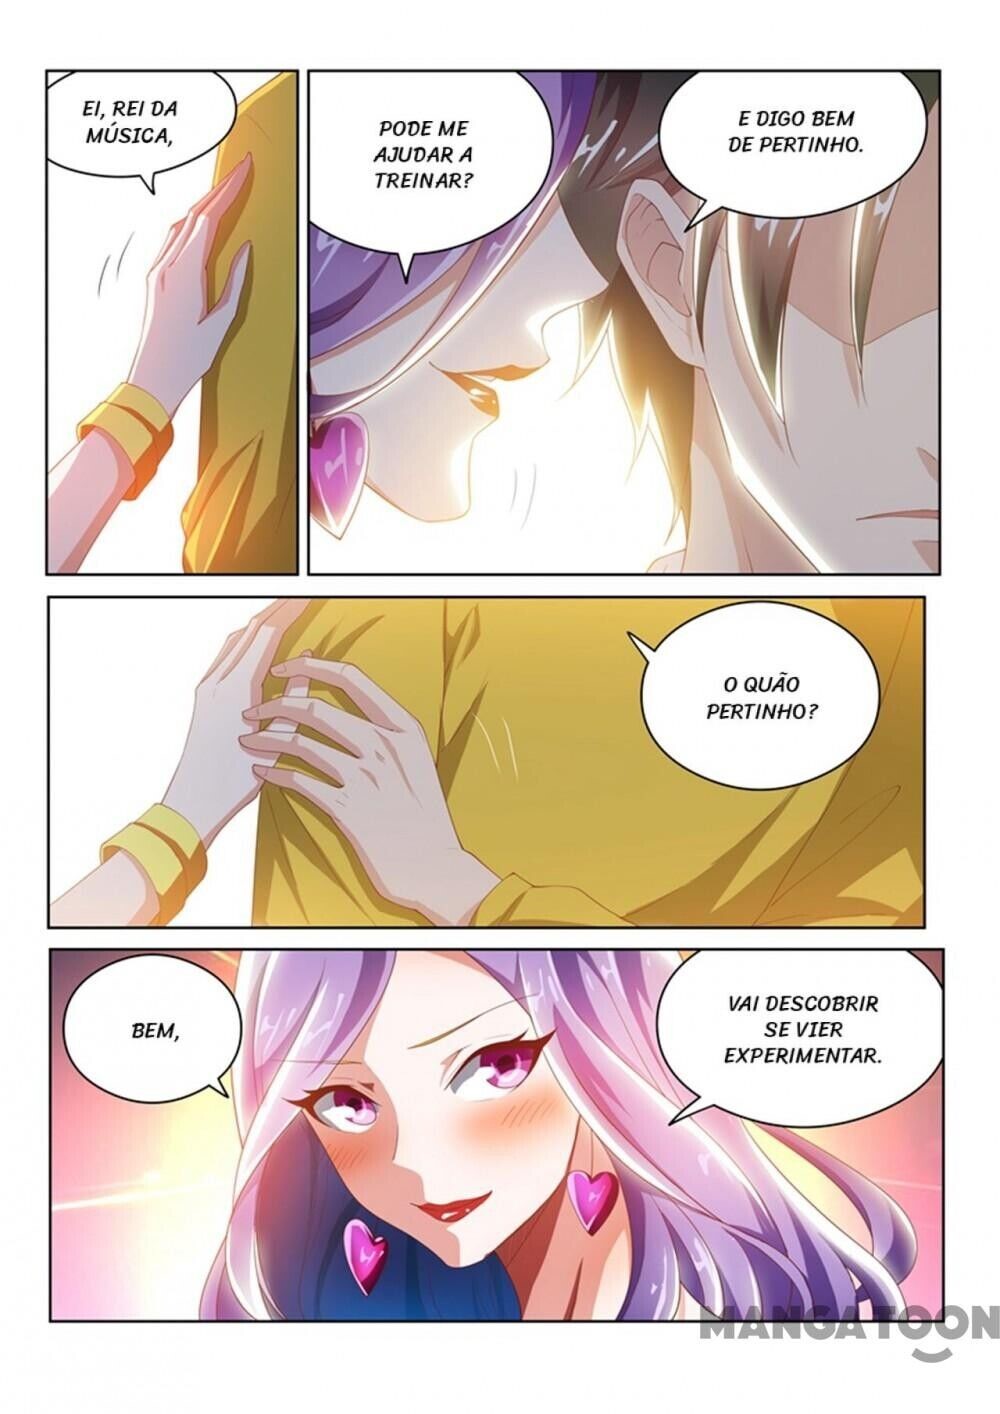 EI, REI DA
MÚSICA,
PODE ME
AJUDAR A
TREINAR?
E DIGO BEM
DE PERTINHO.
O QUÃO
PERTINHO?
BEM,
VAI DESCOBRIR
SE VIER
EXPERIMENTAR.
MANGATOON